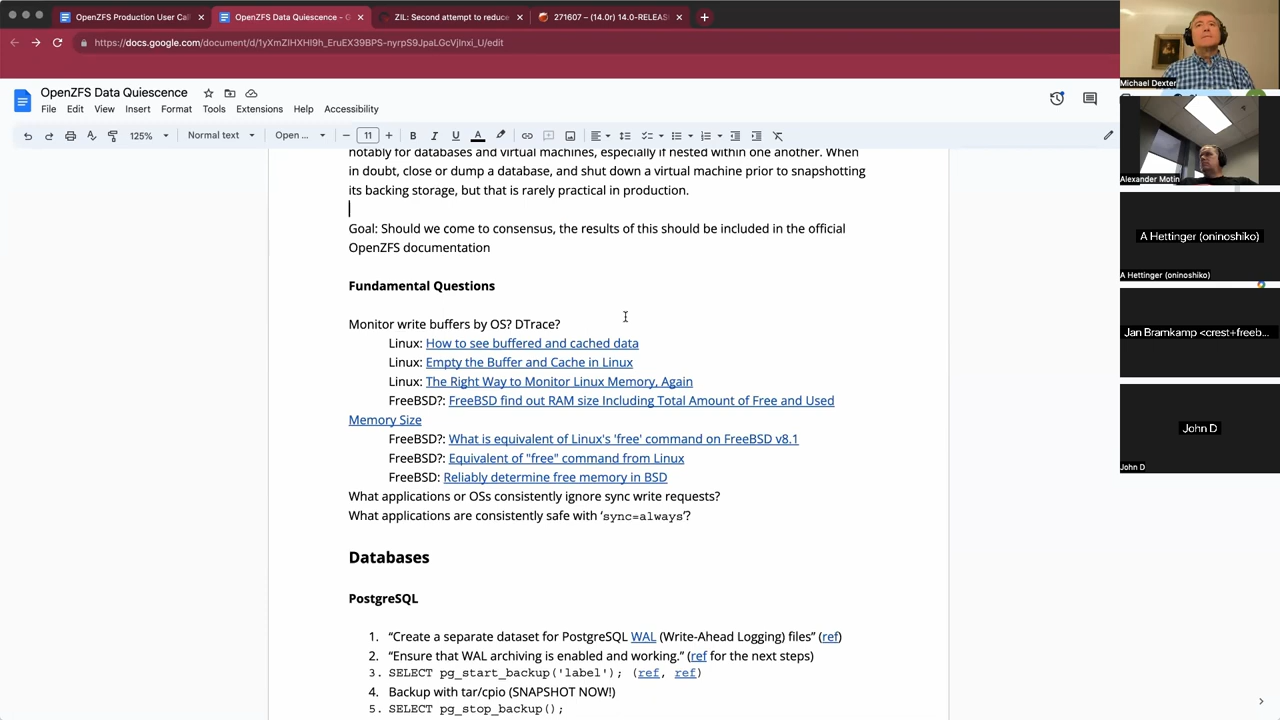 OpenZFS Production User Cal
OpenZFS Data Quiescence - G
ZIL: Second attempt to reduce
271607 – (14.0r) 14.0-RELEAS
https://docs.google.com/document/d/1yXmZIHXHI9h_EruEX39BPS-nyrpS9JpaLGcVjlnxi_U/edit
OpenZFS Data Quiescence
File Edit View Insert Format Tools Extensions Help Accessibility
125% Normal text Open ... 11
notably for databases and virtual machines, especially if nested within one another. When
in doubt, close or dump a database, and shut down a virtual machine prior to snapshotting
its backing storage, but that is rarely practical in production.
Goal: Should we come to consensus, the results of this should be included in the official
OpenZFS documentation
Fundamental Questions
Monitor write buffers by OS? DTrace?
Linux: How to see buffered and cached data
Linux: Empty the Buffer and Cache in Linux
Linux: The Right Way to Monitor Linux Memory, Again
FreeBSD?: FreeBSD find out RAM size Including Total Amount of Free and Used
Memory Size
FreeBSD?: What is equivalent of Linux's 'free' command on FreeBSD v8.1
FreeBSD?: Equivalent of "free" command from Linux
FreeBSD: Reliably determine free memory in BSD
What applications or OSs consistently ignore sync write requests?
What applications are consistently safe with ‘sync=always’?
Databases
PostgreSQL
1. “Create a separate dataset for PostgreSQL WAL (Write-Ahead Logging) files” (ref)
2. “Ensure that WAL archiving is enabled and working.” (ref for the next steps)
3. SELECT pg_start_backup('label'); (ref, ref)
4. Backup with tar/cpio (SNAPSHOT NOW!)
5. SELECT pg_stop_backup();
Michael Dexter
Alexander Motin
A Hettinger (oninoshiko)
A Hettinger (oninoshiko)
Jan Bramkamp <crest+freeb...
John D
John D